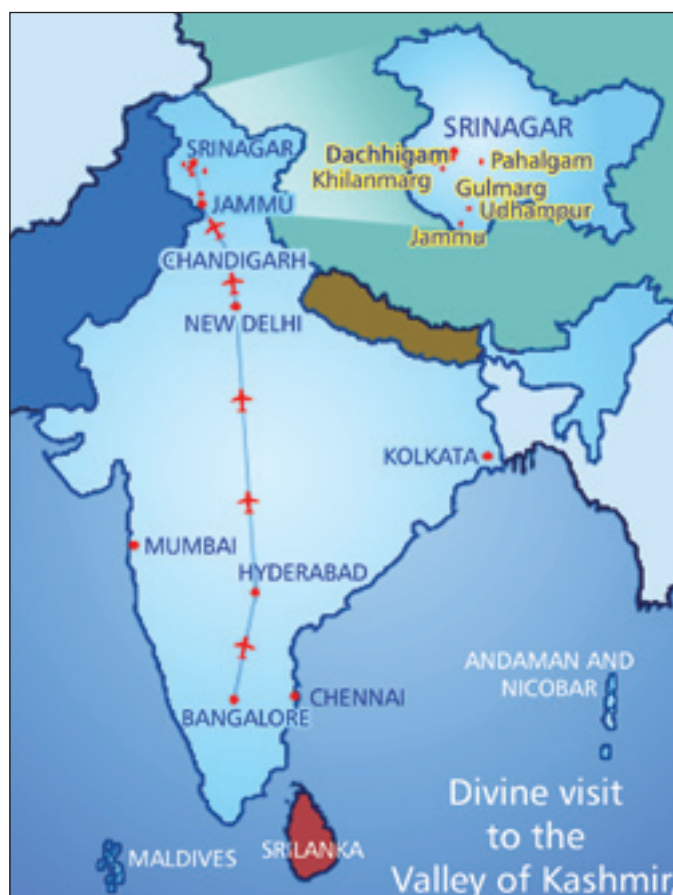 SRINAGAR
SRINAGAR
Dachhigam
Pahalgam
Khilanmarg
Gulmarg
Udhampur
JAMMU
Jammu
CHANDIGARH
NEW DELHI
KOLKATA
MUMBAI
HYDERABAD
ANDAMAN AND
NICOBAR
CHENNAI
BANGALORE
Divine visit
to the
Valley of Kashmir
MALDIVES
SRILANKA